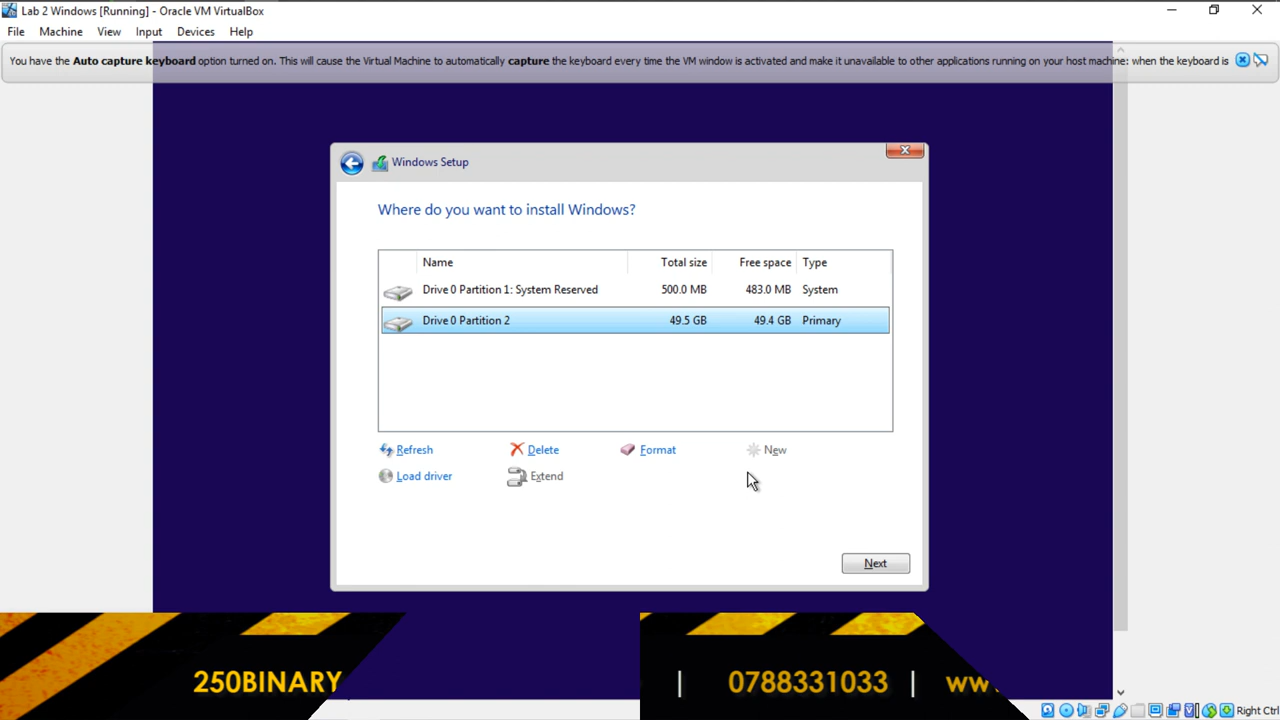 Lab 2 Windows [Running] - Oracle VM VirtualBox
File Machine View Input Devices Help
You have the Auto capture keyboard option turned on. This will cause the Virtual Machine to automatically capture the keyboard every time the VM window is activated and make it unavailable to other applications running on your host machine: when the keyboard is
Windows Setup
Where do you want to install Windows?
Name Total size Free space Type
Drive 0 Partition 1: System Reserved 500.0 MB 483.0 MB System
Drive 0 Partition 2 49.5 GB 49.4 GB Primary
Refresh Delete Format New
Load driver Extend
Next
250BINARY | 0788331033 |
Right Ctrl